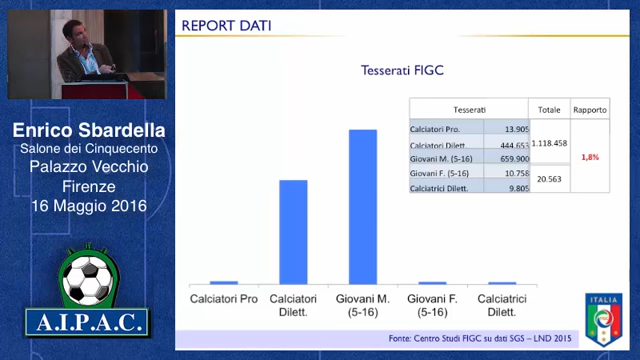 REPORT DATI
Tesserati FIGC
Tesserati Totale Rapporto
Calciatori Pro. 13.905
Calciatori Dilett. 444.653
Giovani M. (5-16) 659.900
1.118.458
Giovani F. (5-16) 10.758
Calciatrici Dilett. 9.805
20.563
1,8%
Enrico Sbardella
Salone dei Cinquecento
Palazzo Vecchio
Firenze
16 Maggio 2016
A.I.P.A.C.
Calciatori Pro
Calciatori
Dilett.
Giovani M.
(5-16)
Giovani F.
(5-16)
Calciatrici
Dilett.
ITALIA
FIGC
Fonte: Centro Studi FIGC su dati SGS – LND 2015